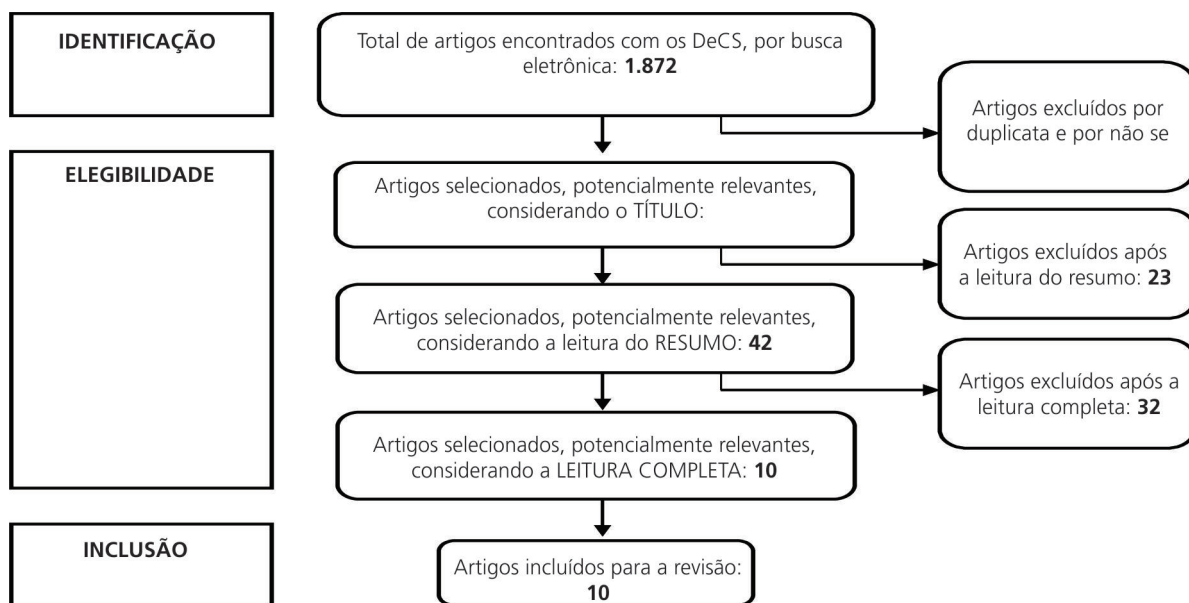 IDENTIFICAÇÃO
Total de artigos encontrados com os DeCS, por busca
eletrônica: 1.872
Artigos excluídos por
duplicata e por não se
ELEGIBILIDADE
Artigos selecionados, potencialmente relevantes,
considerando o TÍTULO:
Artigos excluídos após
a leitura do resumo: 23
Artigos selecionados, potencialmente relevantes,
considerando a leitura do RESUMO: 42
Artigos excluídos após a
leitura completa: 32
Artigos selecionados, potencialmente relevantes,
considerando a LEITURA COMPLETA: 10
INCLUSÃO
Artigos incluídos para a revisão:
10